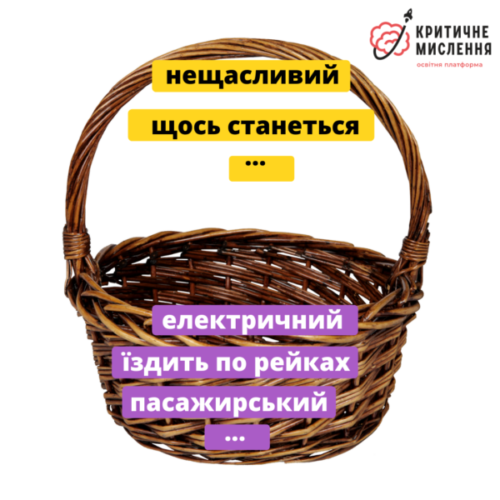 КРИТИЧНЕ
МИСЛЕННЯ
освітня платформа
нещасливий
щось станеться
...
електричний
їздить по рейках
пасажирський
...